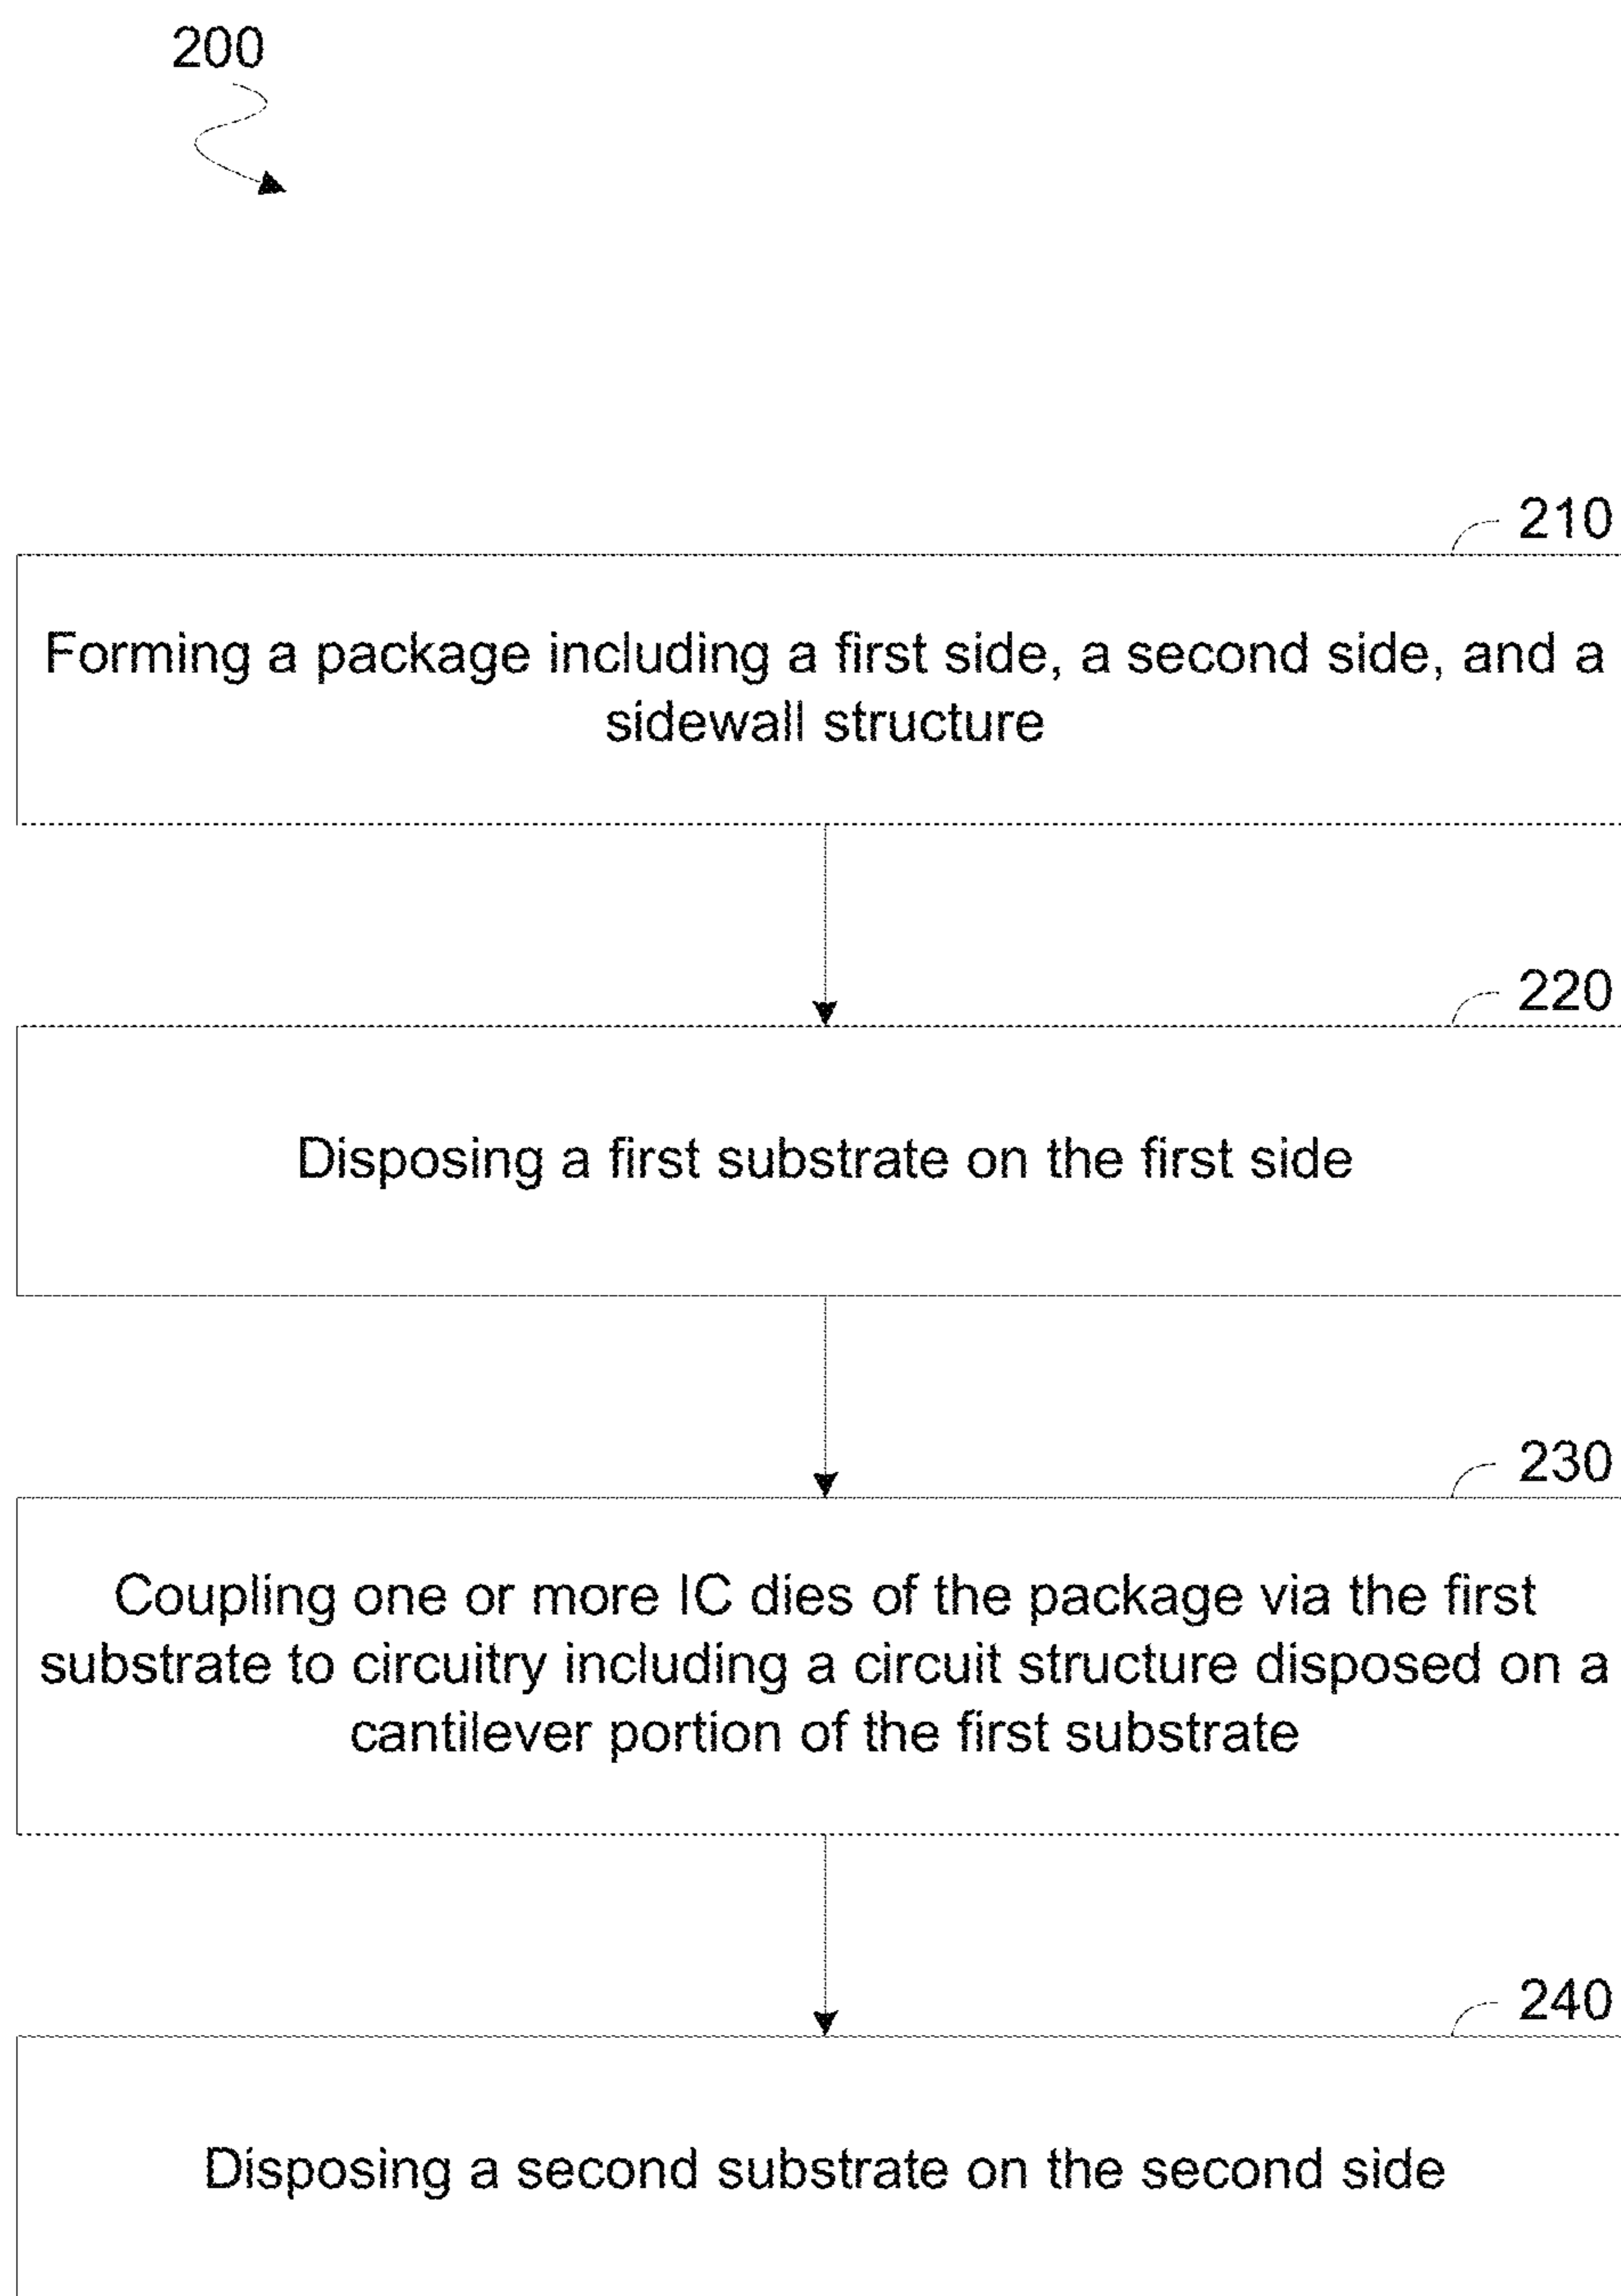 200
210
Forming a package including a first side, a second side, and a
sidewall structure
220
Disposing a first substrate on the first side
230
Coupling one or more IC dies of the package via the first
substrate to circuitry including a circuit structure disposed on a
cantilever portion of the first substrate
240
Disposing a second substrate on the second side